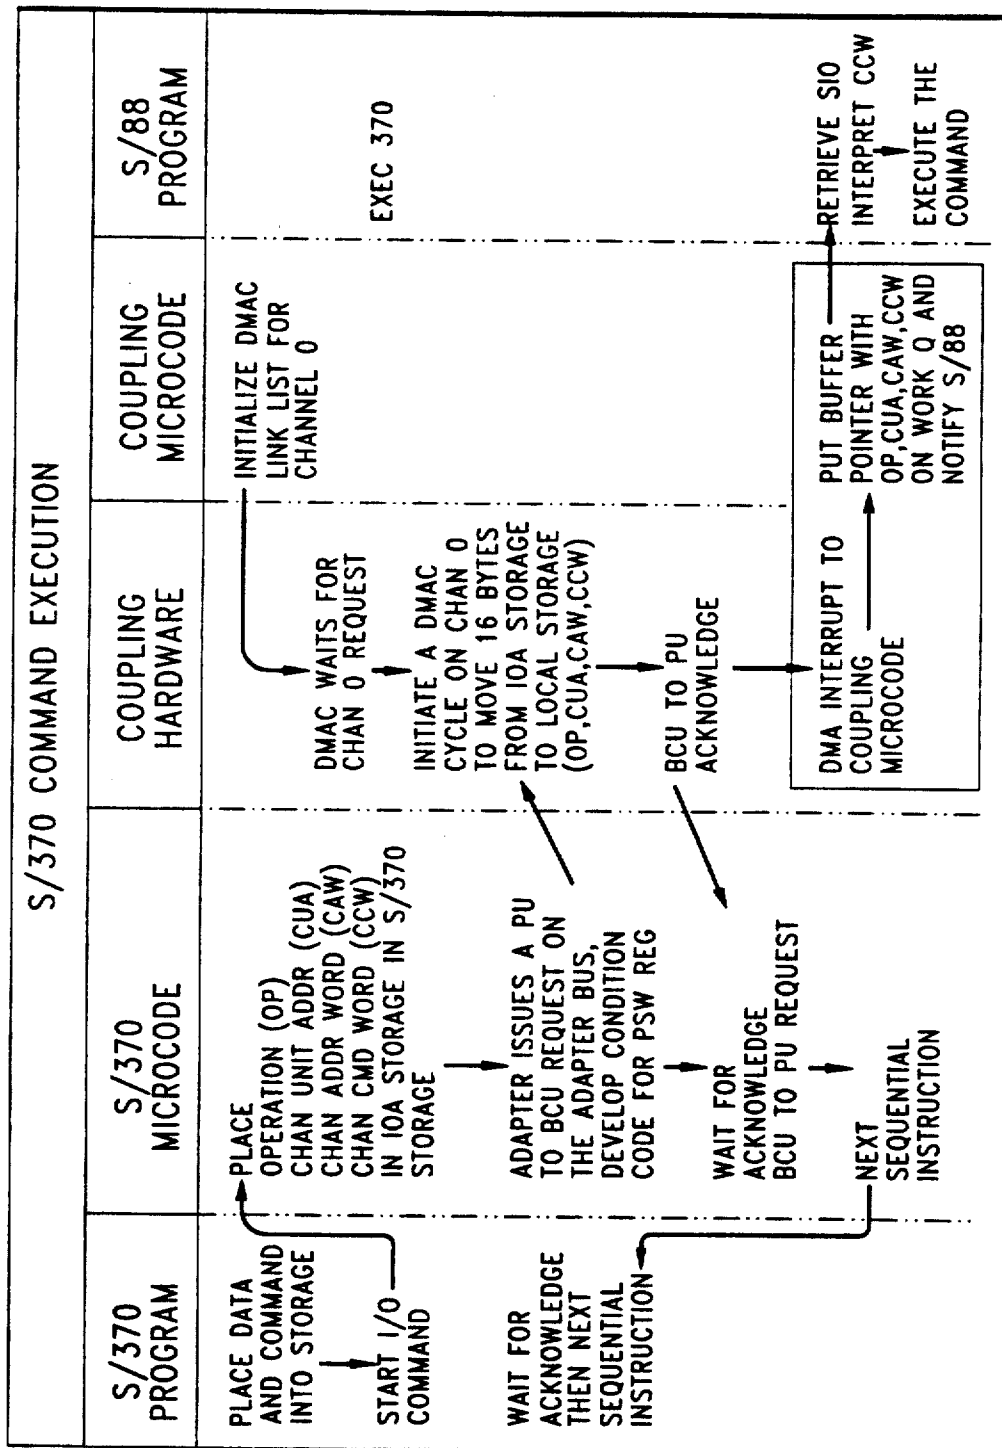 S/370 COMMAND EXECUTION
S/370
PROGRAM
S/370
MICROCODE
COUPLING
HARDWARE
COUPLING
MICROCODE
S/88
PROGRAM
PLACE DATA
AND COMMAND
INTO STORAGE
START I/O
COMMAND
WAIT FOR
ACKNOWLEDGE
THEN NEXT
SEQUENTIAL
INSTRUCTION
PLACE
OPERATION (OP)
CHAN UNIT ADDR (CUA)
CHAN ADDR WORD (CAW)
CHAN CMD WORD (CCW)
IN IOA STORAGE IN S/370
STORAGE
ADAPTER ISSUES A PU
TO BCU REQUEST ON
THE ADAPTER BUS,
DEVELOP CONDITION
CODE FOR PSW REG
WAIT FOR
ACKNOWLEDGE
BCU TO PU REQUEST
NEXT
SEQUENTIAL
INSTRUCTION
DMAC WAITS FOR
CHAN 0 REQUEST
INITIATE A DMAC
CYCLE ON CHAN 0
TO MOVE 16 BYTES
FROM IOA STORAGE
TO LOCAL STORAGE
(OP,CUA,CAW,CCW)
BCU TO PU
ACKNOWLEDGE
DMA INTERRUPT TO
COUPLING
MICROCODE
INITIALIZE DMAC
LINK LIST FOR
CHANNEL 0
PUT BUFFER
POINTER WITH
OP,CUA,CAW,CCW
ON WORK Q AND
NOTIFY S/88
EXEC 370
RETRIEVE SIO
INTERPRET CCW
EXECUTE THE
COMMAND